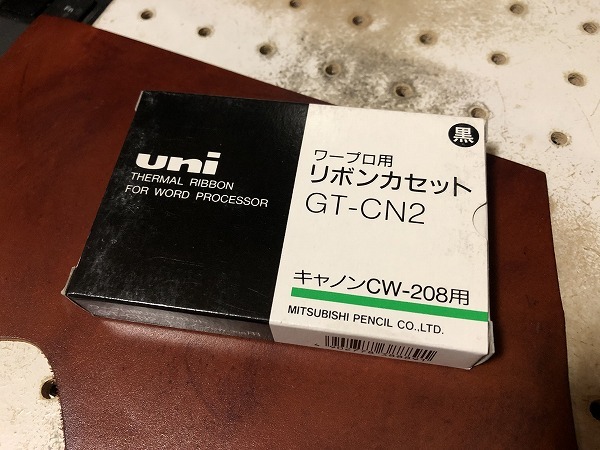 uni
THERMAL RIBBON
FOR WORD PROCESSOR
黒
ワープロ用
リボンカセット
GT-CN2
キヤノンCW-208用
MITSUBISHI PENCIL CO.,LTD.